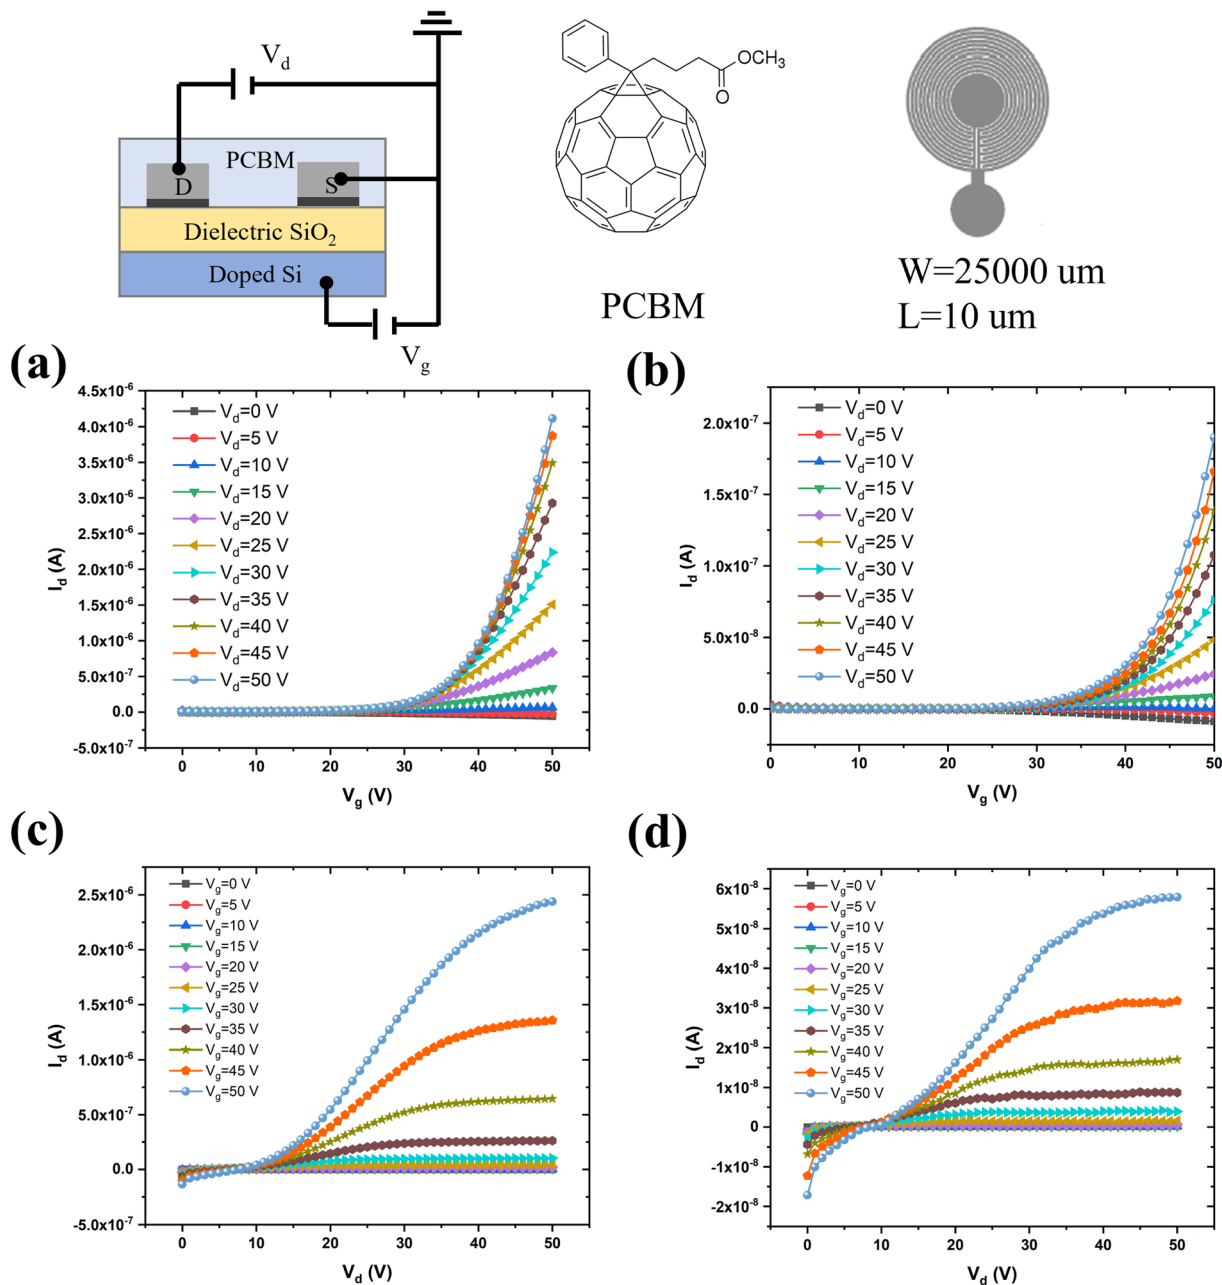 V_d
PCBM
D
S
Dielectric SiO₂
Doped Si
V_g
OCH₃
O
PCBM
W=25000 um
L=10 um
(a)
4.5x10⁻⁶
4.0x10⁻⁶
3.5x10⁻⁶
3.0x10⁻⁶
2.5x10⁻⁶
2.0x10⁻⁶
1.5x10⁻⁶
1.0x10⁻⁶
5.0x10⁻⁷
0.0
-5.0x10⁻⁷
I_d (A)
V_d=0 V
V_d=5 V
V_d=10 V
V_d=15 V
V_d=20 V
V_d=25 V
V_d=30 V
V_d=35 V
V_d=40 V
V_d=45 V
V_d=50 V
0 10 20 30 40 50
V_g (V)
(b)
2.0x10⁻⁷
1.5x10⁻⁷
1.0x10⁻⁷
5.0x10⁻⁸
0.0
I_d (A)
V_d=0 V
V_d=5 V
V_d=10 V
V_d=15 V
V_d=20 V
V_d=25 V
V_d=30 V
V_d=35 V
V_d=40 V
V_d=45 V
V_d=50 V
0 10 20 30 40 50
V_g (V)
(c)
2.5x10⁻⁶
2.0x10⁻⁶
1.5x10⁻⁶
1.0x10⁻⁶
5.0x10⁻⁷
0.0
-5.0x10⁻⁷
I_d (A)
V_g=0 V
V_g=5 V
V_g=10 V
V_g=15 V
V_g=20 V
V_g=25 V
V_g=30 V
V_g=35 V
V_g=40 V
V_g=45 V
V_g=50 V
0 10 20 30 40 50
V_d (V)
(d)
6x10⁻⁸
5x10⁻⁸
4x10⁻⁸
3x10⁻⁸
2x10⁻⁸
1x10⁻⁸
0
-1x10⁻⁸
-2x10⁻⁸
I_d (A)
V_g=0 V
V_g=5 V
V_g=10 V
V_g=15 V
V_g=20 V
V_g=25 V
V_g=30 V
V_g=35 V
V_g=40 V
V_g=45 V
V_g=50 V
0 10 20 30 40 50
V_d (V)